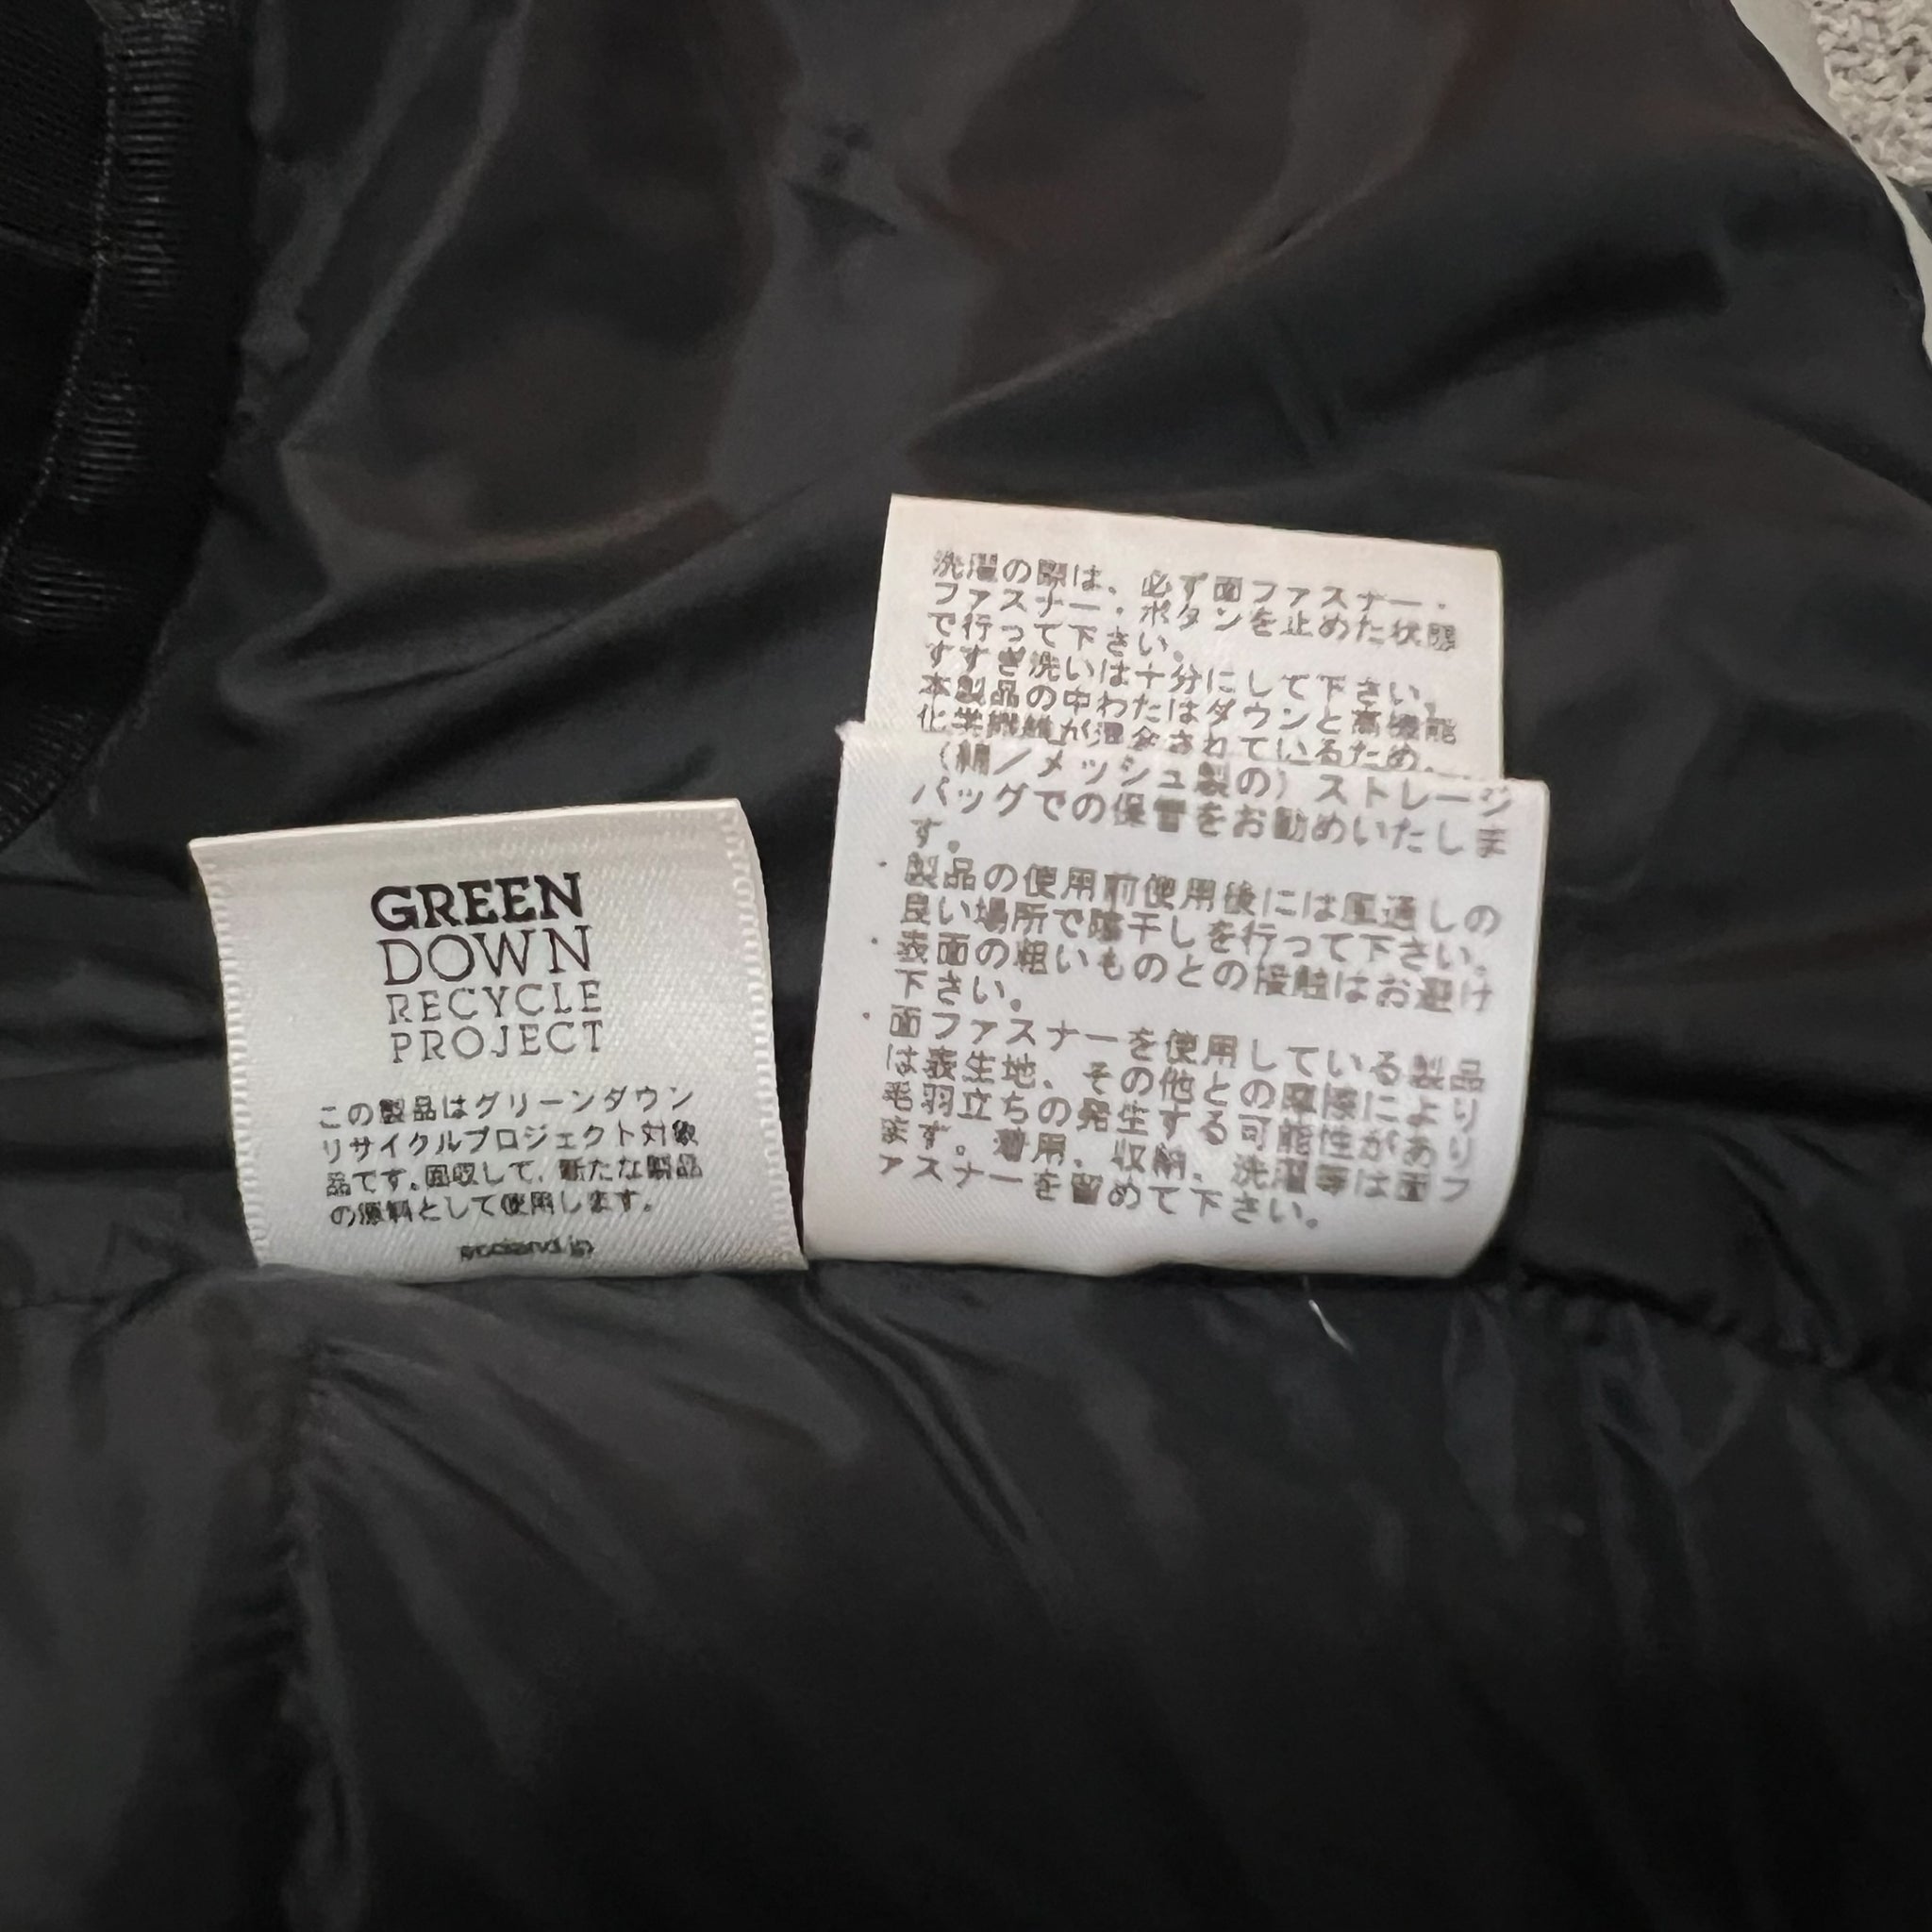 GREEN
DOWN
RECYCLE
PROJECT
この製品はグリーンダウン
リサイクルプロジェクト対象
品です。回収して、新たな製品
の原料として使用します。
洗濯の際は、必ず面ファスナー・
ファスナー・ボタンを止めた状態
で行って下さい。
すすぎ洗いは十分にして下さい。
本製品の中わたはダウンと高機能
化学繊維が混合されているため、
(綿／メッシュ製の)ストレージ
バッグでの保管をお勧めいたしま
す。
・製品の使用前使用後には風通しの
良い場所で陰干しを行って下さい。
・表面の粗いものとの接触はお避け
下さい。
・面ファスナーを使用している製品
は表生地、その他との摩擦により
毛羽立ちの発生する可能性があり
ます。着用、収納、洗濯等は面フ
ァスナーを留めて下さい。